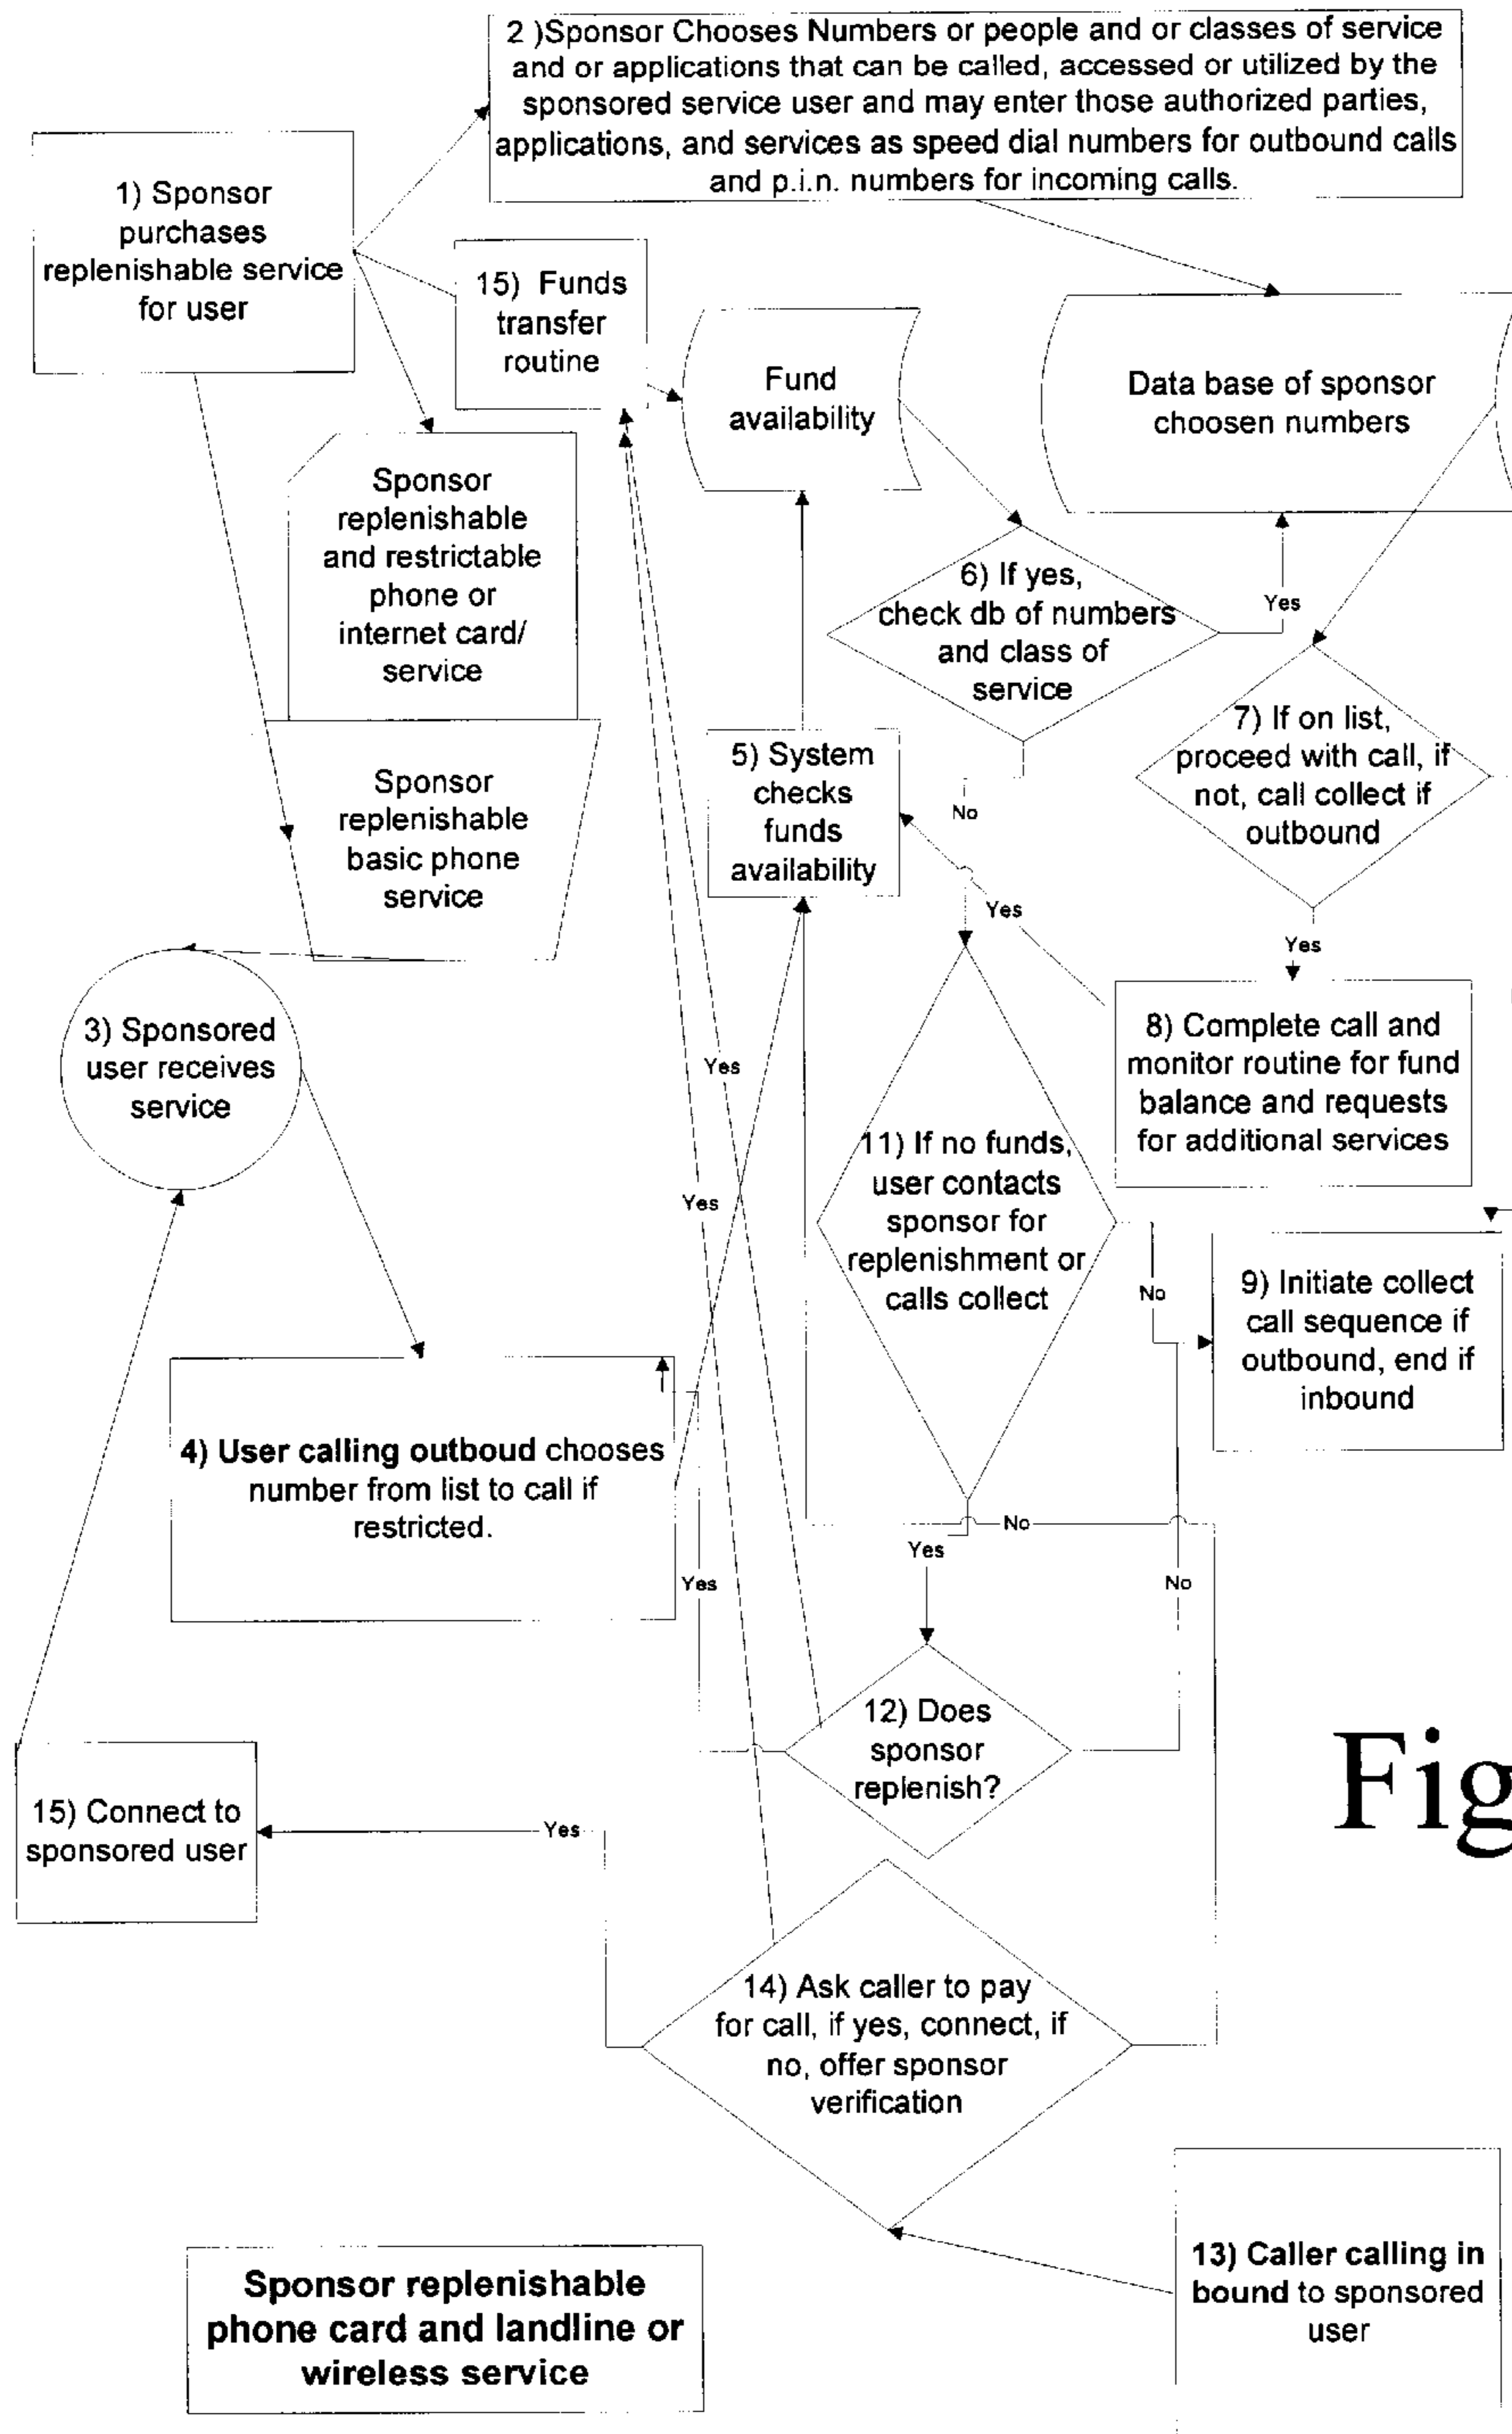 2 )Sponsor Chooses Numbers or people and or classes of service
and or applications that can be called, accessed or utilized by the
sponsored service user and may enter those authorized parties,
applications, and services as speed dial numbers for outbound calls
and p.i.n. numbers for incoming calls.
1) Sponsor
purchases
replenishable service
for user
15) Funds
transfer
routine
Fund
availability
Data base of sponsor
choosen numbers
Sponsor
replenishable
and restrictable
phone or
internet card/
service
6) If yes,
check db of numbers
and class of
service
Yes
7) If on list,
proceed with call, if
not, call collect if
outbound
5) System
checks
funds
availability
No
Sponsor
replenishable
basic phone
service
Yes
Yes
3) Sponsored
user receives
service
8) Complete call and
monitor routine for fund
balance and requests
for additional services
Yes
Yes
11) If no funds,
user contacts
sponsor for
replenishment or
calls collect
No
9) Initiate collect
call sequence if
outbound, end if
inbound
4) User calling outboud chooses
number from list to call if
restricted.
No
Yes
Yes
No
12) Does
sponsor
replenish?
Fig
15) Connect to
sponsored user
Yes
14) Ask caller to pay
for call, if yes, connect, if
no, offer sponsor
verification
13) Caller calling in
bound to sponsored
user
Sponsor replenishable
phone card and landline or
wireless service